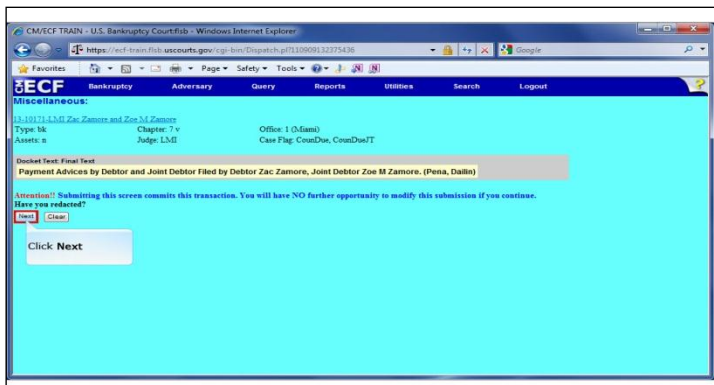 CM/ECF TRAIN - U.S. Bankruptcy Court:flsb - Windows Internet Explorer
https://ecf-train.flsb.uscourts.gov/cgi-bin/Dispatch.pl?110909132375436
Google
Favorites Page Safety Tools
ECF Bankruptcy Adversary Query Reports Utilities Search Logout ?
Miscellaneous:
13-10171-LMI Zac Zamore and Zoe M Zamore
Type: bk Chapter: 7 v Office: 1 (Miami)
Assets: n Judge: LMI Case Flag: CounDue, CounDueJT
Docket Text: Final Text
Payment Advices by Debtor and Joint Debtor Filed by Debtor Zac Zamore, Joint Debtor Zoe M Zamore. (Pena, Dailin)
Attention!! Submitting this screen commits this transaction. You will have NO further opportunity to modify this submission if you continue.
Have you redacted?
Next Clear
Click Next